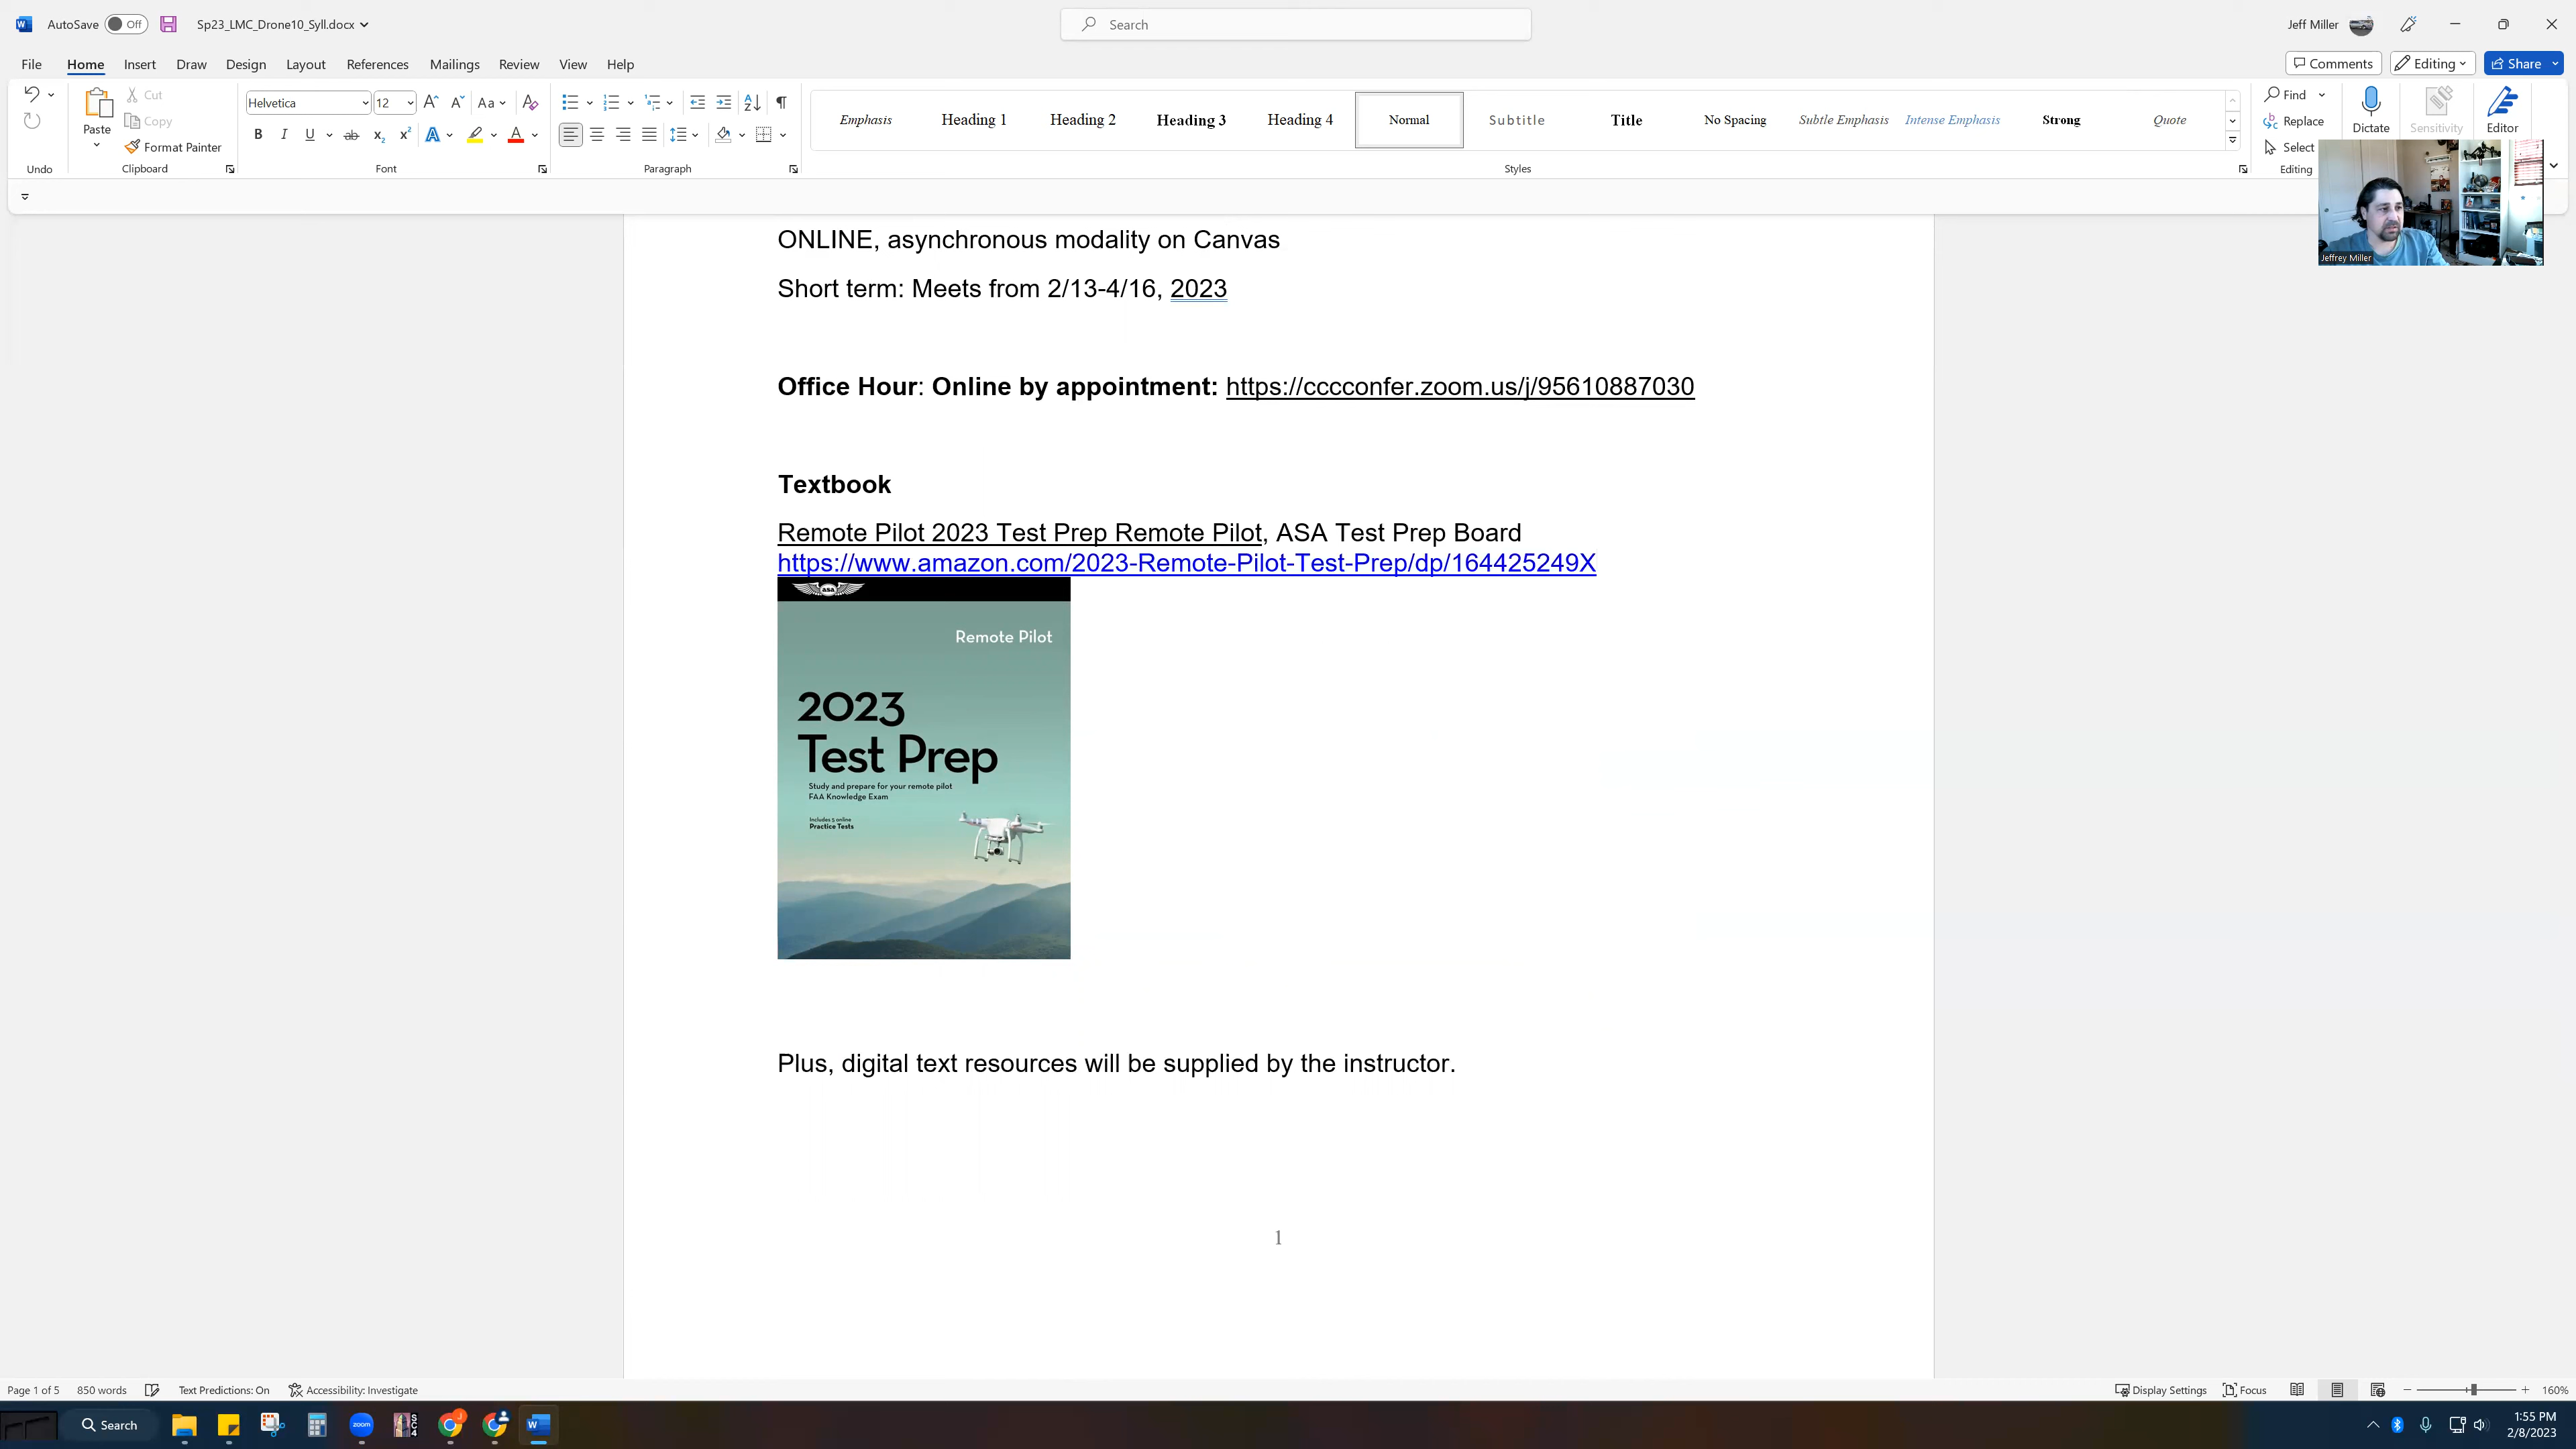 AutoSave Off Sp23_LMC_Drone10_Syll.docx Search Jeff Miller
File Home Insert Draw Design Layout References Mailings Review View Help Comments Editing Share
Paste Cut Copy Format Painter
Helvetica 12 Aa
Emphasis Heading 1 Heading 2 Heading 3 Heading 4 Normal Subtitle Title No Spacing Subtle Emphasis Intense Emphasis Strong Quote
Find Replace Select
Dictate Sensitivity Editor
Undo Clipboard Font Paragraph Styles Editing
Jeffrey Miller
ONLINE, asynchronous modality on Canvas
Short term: Meets from 2/13-4/16, 2023
Office Hour: Online by appointment: https://cccconfer.zoom.us/j/95610887030
Textbook
Remote Pilot 2023 Test Prep Remote Pilot, ASA Test Prep Board
https://www.amazon.com/2023-Remote-Pilot-Test-Prep/dp/164425249X
asa
Remote Pilot
2023
Test Prep
Study and prepare for your remote pilot
FAA Knowledge Exam
Includes 5 online
Practice Tests
Plus, digital text resources will be supplied by the instructor.
1
Page 1 of 5 850 words Text Predictions: On Accessibility: Investigate Display Settings Focus 160%
Search zoom SC4 1:55 PM
2/8/2023